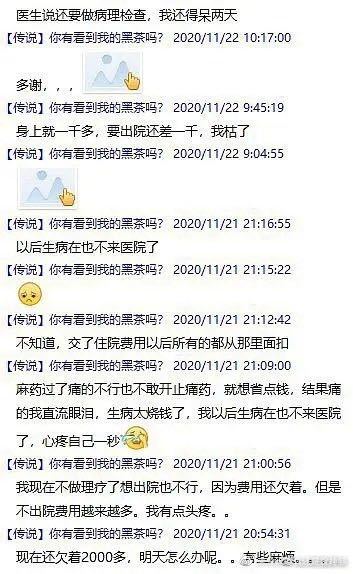 医生说还要做病理检查，我还得呆两天
【传说】你有看到我的黑茶吗？ 2020/11/22 10:17:00
多谢，，，
【传说】你有看到我的黑茶吗？ 2020/11/22 9:45:19
身上就一千多，要出院还差一千，我枯了
【传说】你有看到我的黑茶吗？ 2020/11/22 9:04:55
【传说】你有看到我的黑茶吗？ 2020/11/21 21:16:55
以后生病在也不来医院了
【传说】你有看到我的黑茶吗？ 2020/11/21 21:15:22
【传说】你有看到我的黑茶吗？ 2020/11/21 21:12:42
不知道，交了住院费用以后所有的都从那里面扣
【传说】你有看到我的黑茶吗？ 2020/11/21 21:09:00
麻药过了痛的不行也不敢开止痛药，就想省点钱，结果痛
的我直流眼泪，生病太烧钱了，我以后生病在也不来医院
了，心疼自己一秒
【传说】你有看到我的黑茶吗？ 2020/11/21 21:00:56
我现在不做理疗了想出院也不行，因为费用还欠着。但是
不出院费用越来越多。我有点头疼。。
【传说】你有看到我的黑茶吗？ 2020/11/21 20:54:31
现在还欠着2000多，明天怎么办呢。。有些麻烦。